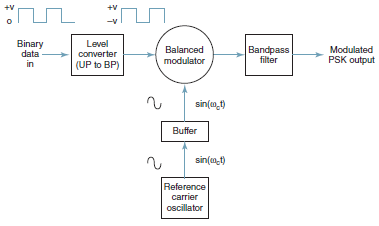 +V
o
+V
–V
Binary
data
in
Level
converter
(UP to BP)
Balanced
modulator
Bandpass
filter
Modulated
PSK output
sin(ωct)
Buffer
sin(ωct)
Reference
carrier
oscillator